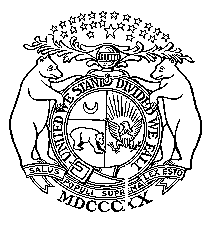 UNITED WE STAND DIVIDED WE FALL
SALUS POPULI SUPREMA LEX ESTO
MDCCCXX